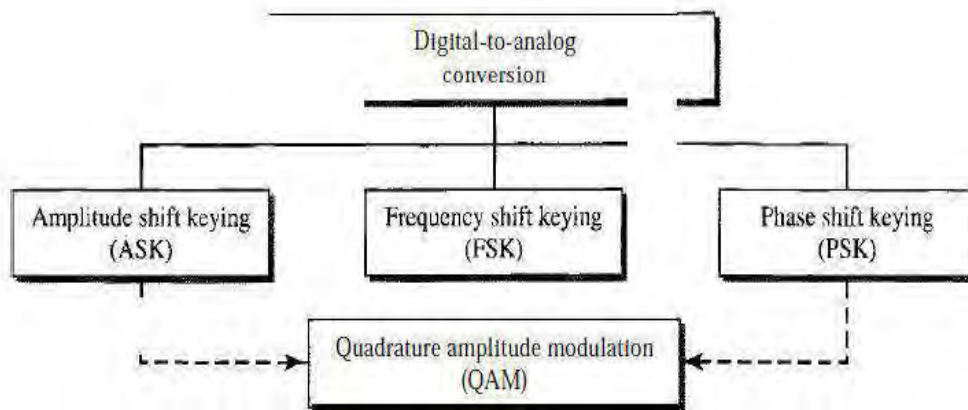 Digital-to-analog
conversion
Amplitude shift keying
(ASK)
Frequency shift keying
(FSK)
Phase shift keying
(PSK)
Quadrature amplitude modulation
(QAM)